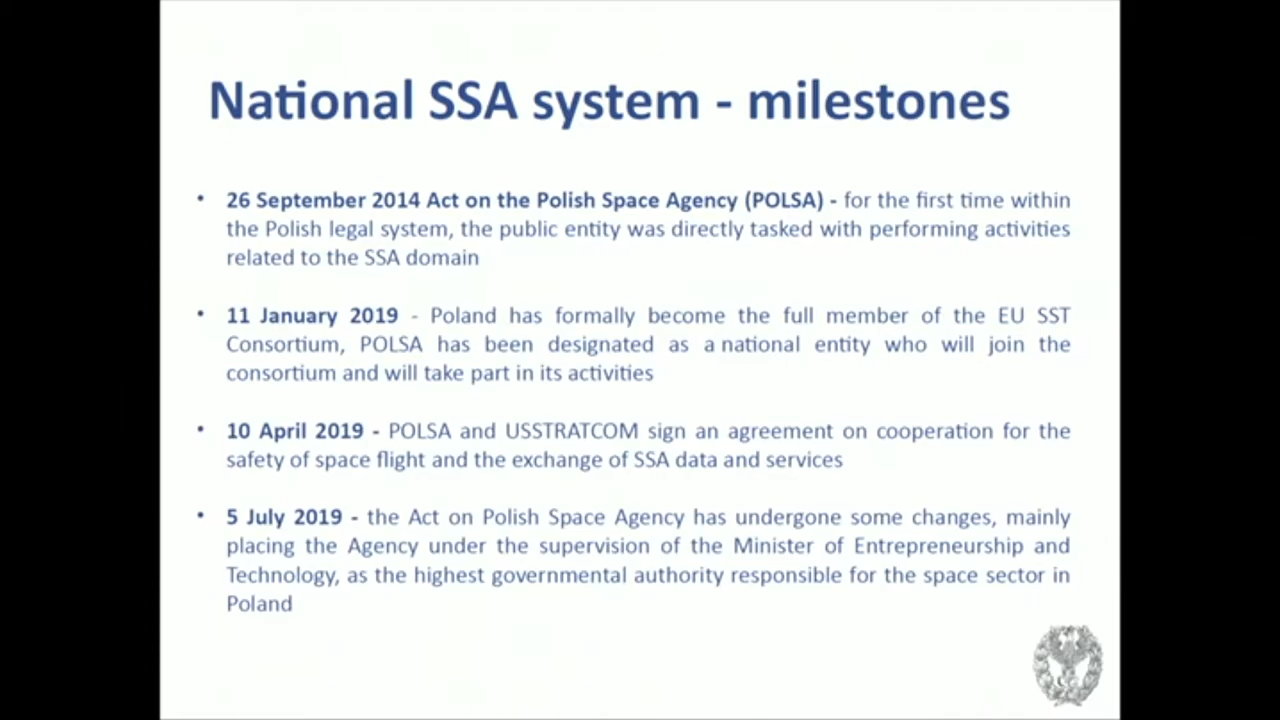 National SSA system - milestones
• 26 September 2014 Act on the Polish Space Agency (POLSA) - for the first time within
the Polish legal system, the public entity was directly tasked with performing activities
related to the SSA domain
• 11 January 2019 - Poland has formally become the full member of the EU SST
Consortium, POLSA has been designated as a national entity who will join the
consortium and will take part in its activities
• 10 April 2019 - POLSA and USSTRATCOM sign an agreement on cooperation for the
safety of space flight and the exchange of SSA data and services
• 5 July 2019 - the Act on Polish Space Agency has undergone some changes, mainly
placing the Agency under the supervision of the Minister of Entrepreneurship and
Technology, as the highest governmental authority responsible for the space sector in
Poland